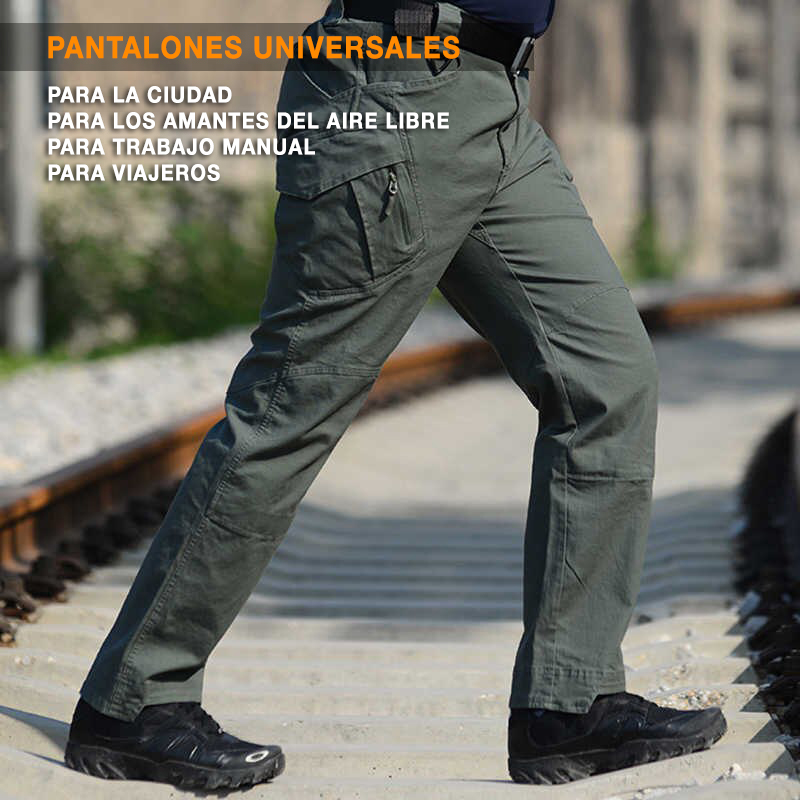 PANTALONES UNIVERSALES
PARA LA CIUDAD
PARA LOS AMANTES DEL AIRE LIBRE
PARA TRABAJO MANUAL
PARA VIAJEROS